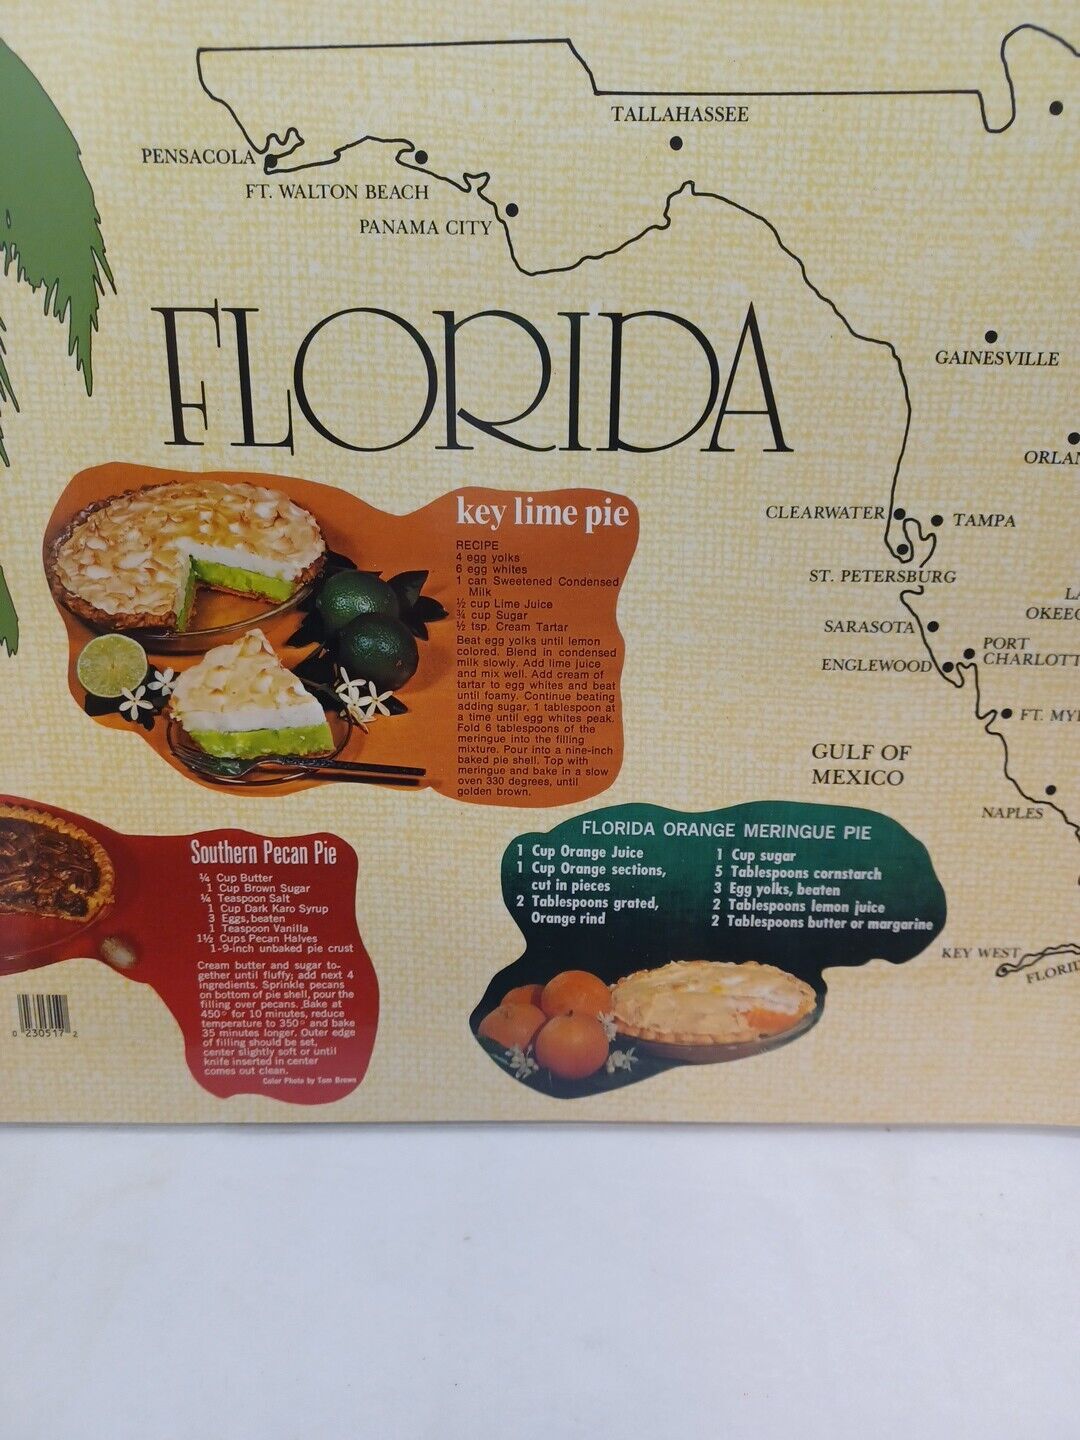 TALLAHASSEE
PENSACOLA
FT. WALTON BEACH
PANAMA CITY
FLORIDA
GAINESVILLE
ORLAN
CLEARWATER
TAMPA
ST. PETERSBURG
LA
OKEEC
SARASOTA
PORT
CHARLOTT
ENGLEWOOD
FT. MY
GULF OF
MEXICO
NAPLES
KEY WEST
FLORID
key lime pie
RECIPE
4 egg yolks
6 egg whites
1 can Sweetened Condensed
Milk
½ cup Lime Juice
¾ cup Sugar
½ tsp. Cream Tartar
Beat egg yolks until lemon
colored. Blend in condensed
milk slowly. Add lime juice
and mix well. Add cream of
tartar to egg whites and beat
until foamy. Continue beating
adding sugar, 1 tablespoon at
a time until egg whites peak.
Fold 6 tablespoons of the
meringue into the filling
mixture. Pour into a nine-inch
baked pie shell. Top with
meringue and bake in a slow
oven 330 degrees, until
golden brown.
Southern Pecan Pie
¼ Cup Butter
1 Cup Brown Sugar
¼ Teaspoon Salt
1 Cup Dark Karo Syrup
3 Eggs, beaten
1 Teaspoon Vanilla
1½ Cups Pecan Halves
1-9-inch unbaked pie crust
Cream butter and sugar to-
gether until fluffy; add next 4
ingredients. Sprinkle pecans
on bottom of pie shell, pour the
filling over pecans. Bake at
450° for 10 minutes, reduce
temperature to 350° and bake
35 minutes longer. Outer edge
of filling should be set,
center slightly soft or until
knife inserted in center
comes out clean.
Color Photo by Tom Brown
0 230517 2
FLORIDA ORANGE MERINGUE PIE
1 Cup Orange Juice
1 Cup Orange sections,
cut in pieces
2 Tablespoons grated,
Orange rind
1 Cup sugar
5 Tablespoons cornstarch
3 Egg yolks, beaten
2 Tablespoons lemon juice
2 Tablespoons butter or margarine